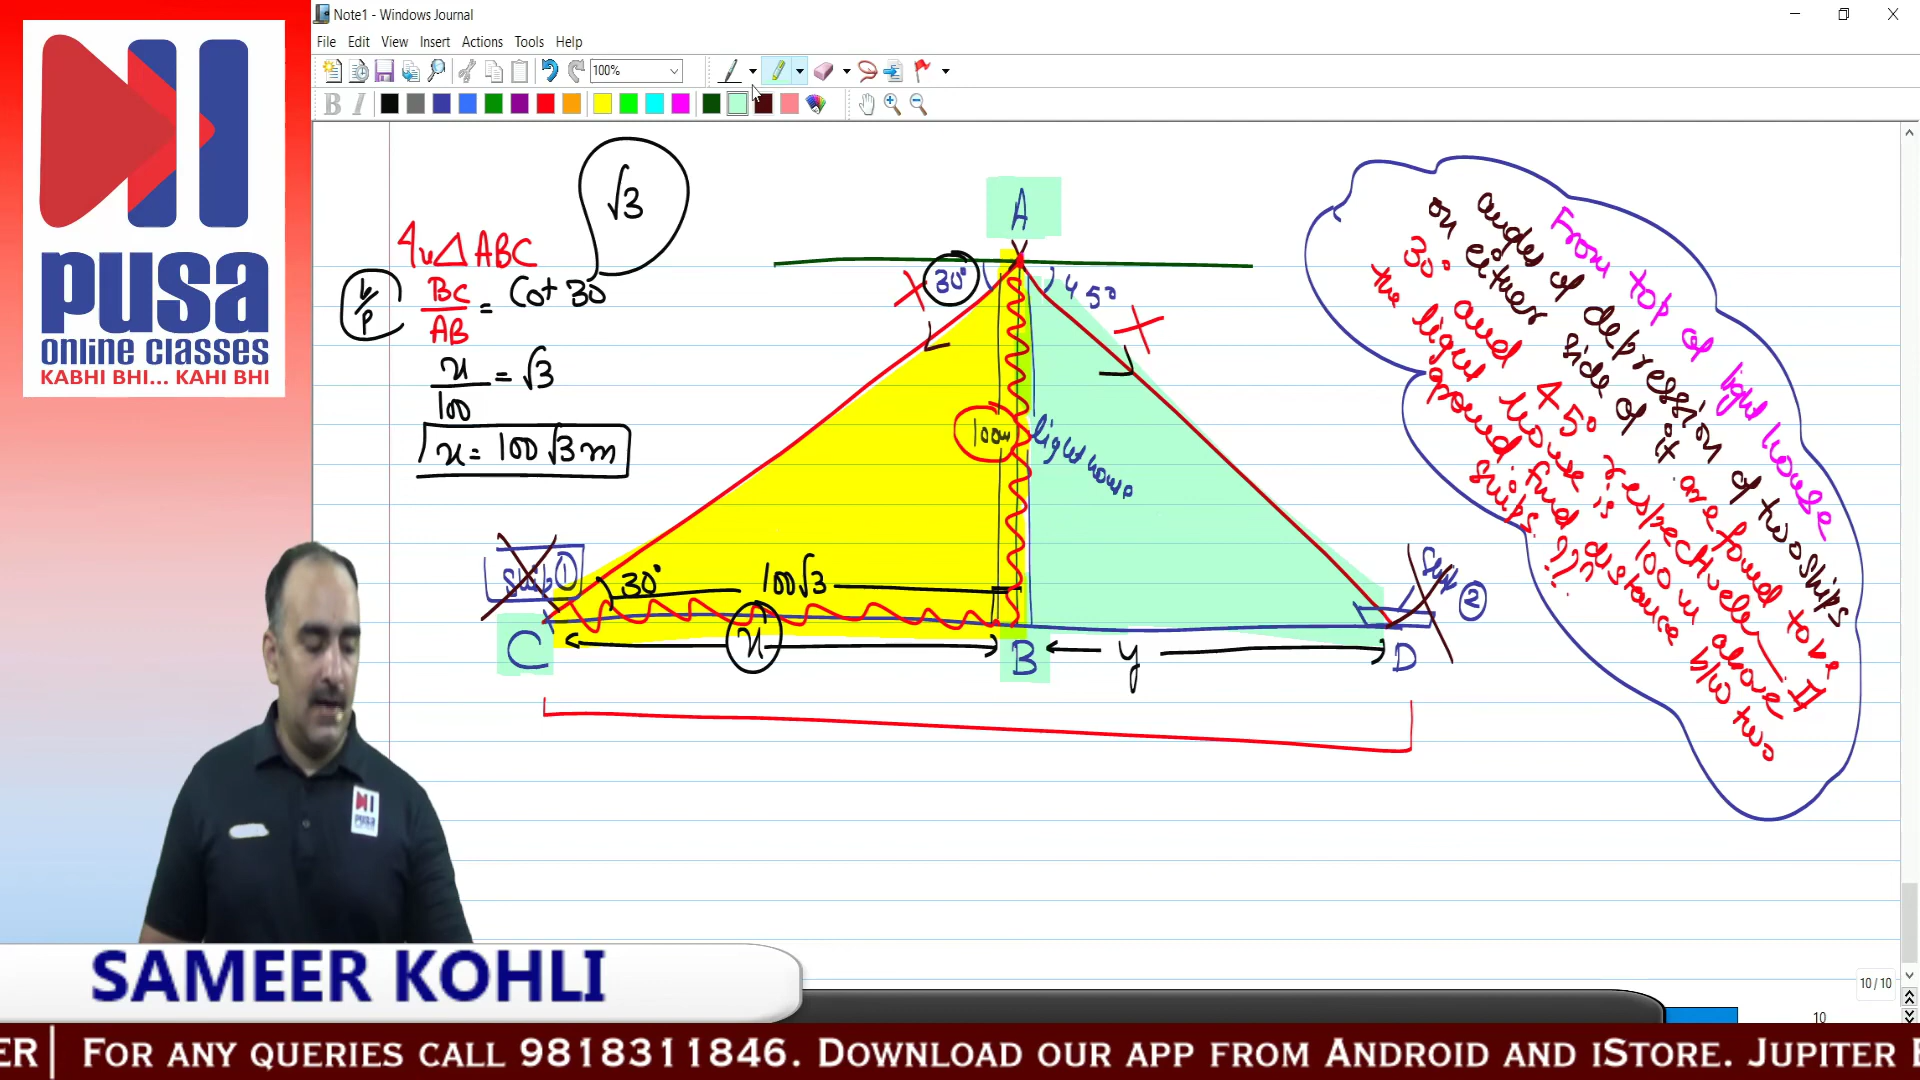 Note1 - Windows Journal
File Edit View Insert Actions Tools Help
100%
B I
PUSA
ONLINE CLASSES
KABHI BHI... KAHI BHI
√3
In △ ABC
b/p
BC/AB = Cot 30
x/100 = √3
x = 100√3 m
A
30°
45°
100m
light house
Ship ①
30°
100√3
Ship ②
C
x
B
y
D
From top of light house
angles of depression of two ships
on either side of it are found to be
30° and 45° respectively. If
the light house is 100 m above
ground. find distance b/w two
ships.??
PUSA
10 / 10
10
SAMEER KOHLI
ER | FOR ANY QUERIES CALL 9818311846. DOWNLOAD OUR APP FROM ANDROID AND ISTORE. JUPITER E